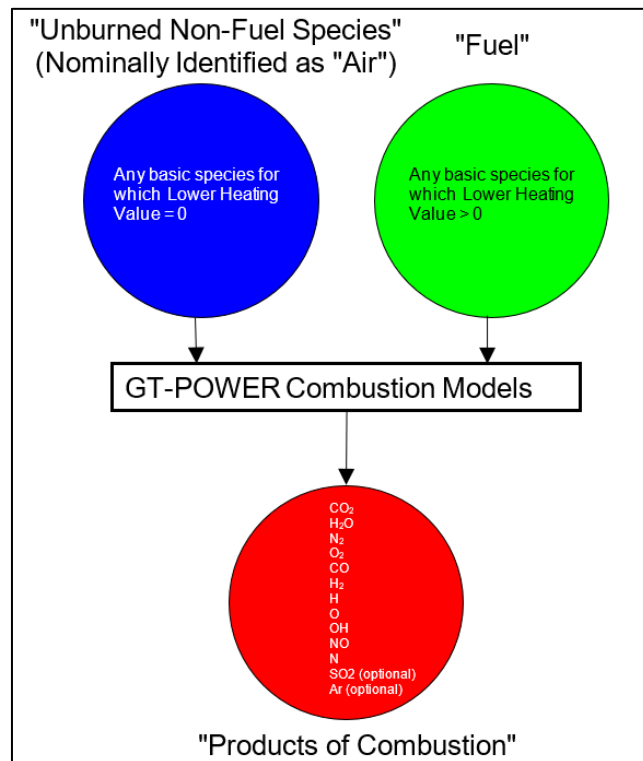 "Unburned Non-Fuel Species"
(Nominally Identified as "Air")
"Fuel"
Any basic species for
which Lower Heating
Value = 0
Any basic species for
which Lower Heating
Value > 0
GT-POWER Combustion Models
CO₂
H₂O
N₂
O₂
CO
H₂
H
O
OH
NO
N
SO2 (optional)
Ar (optional)
"Products of Combustion"